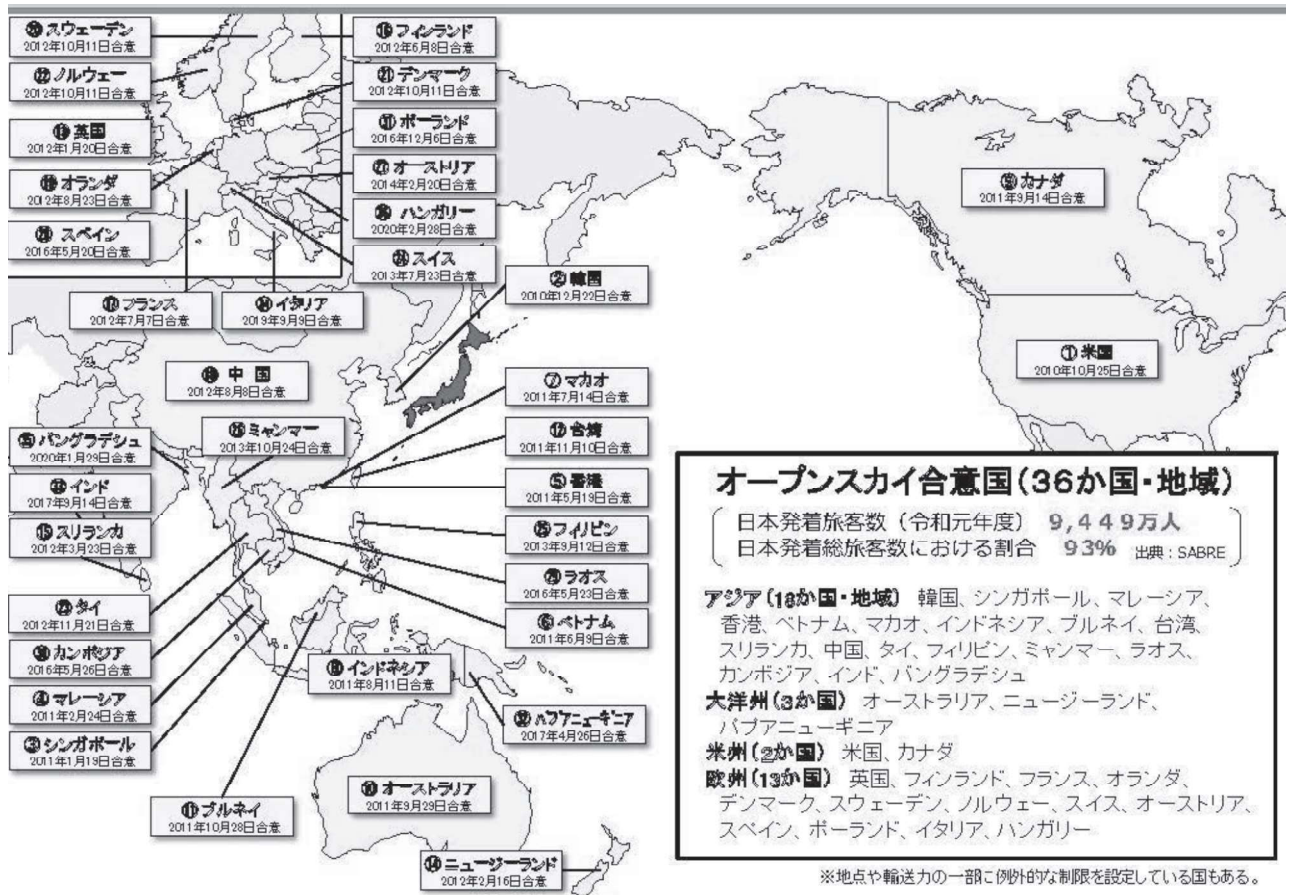 ⑳スウェーデン
2012年10月11日合意
⑯フィンランド
2012年6月8日合意
㉒ノルウェー
2012年10月11日合意
㉑デンマーク
2012年10月11日合意
⑬英国
2012年1月20日合意
㉛ポーランド
2016年12月6日合意
⑲オランダ
2012年8月23日合意
㉗オーストリア
2014年2月20日合意
㉘スペイン
2016年5月20日合意
㊱ハンガリー
2020年2月28日合意
㉔スイス
2013年7月23日合意
⑰フランス
2012年7月7日合意
㉞イタリア
2019年9月9日合意
②韓国
2010年12月22日合意
⑨カナダ
2011年9月14日合意
①米国
2010年10月25日合意
⑱中国
2012年8月8日合意
⑦マカオ
2011年7月14日合意
㉟バングラデシュ
2020年1月29日合意
㉖ミャンマー
2013年10月24日合意
⑫台湾
2011年11月10日合意
㉝インド
2017年9月14日合意
⑤香港
2011年5月19日合意
⑮スリランカ
2012年3月23日合意
㉕フィリピン
2013年9月12日合意
㉙ラオス
2016年5月23日合意
㉓タイ
2012年11月21日合意
⑥ベトナム
2011年6月9日合意
㉚カンボジア
2016年5月26日合意
⑧インドネシア
2011年8月11日合意
④マレーシア
2011年2月24日合意
㉜パプアニューギニア
2017年4月26日合意
③シンガポール
2011年1月19日合意
⑩オーストラリア
2011年9月29日合意
⑪ブルネイ
2011年10月28日合意
⑭ニュージーランド
2012年2月16日合意
オープンスカイ合意国(36か国・地域)
日本発着旅客数(令和元年度) 9,449万人
日本発着総旅客数における割合 93% 出典:SABRE
アジア(18か国・地域) 韓国、シンガポール、マレーシア、
香港、ベトナム、マカオ、インドネシア、ブルネイ、台湾、
スリランカ、中国、タイ、フィリピン、ミャンマー、ラオス、
カンボジア、インド、バングラデシュ
大洋州(3か国) オーストラリア、ニュージーランド、
パプアニューギニア
米州(2か国) 米国、カナダ
欧州(13か国) 英国、フィンランド、フランス、オランダ、
デンマーク、スウェーデン、ノルウェー、スイス、オーストリア、
スペイン、ポーランド、イタリア、ハンガリー
※地点や輸送力の一部に例外的な制限を設定している国もある。